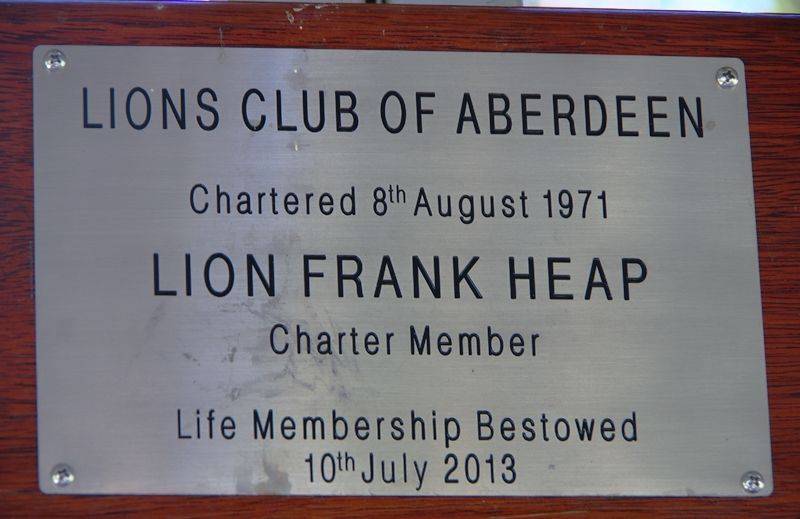 LIONS CLUB OF ABERDEEN
Chartered 8th August 1971
LION FRANK HEAP
Charter Member
Life Membership Bestowed
10th July 2013